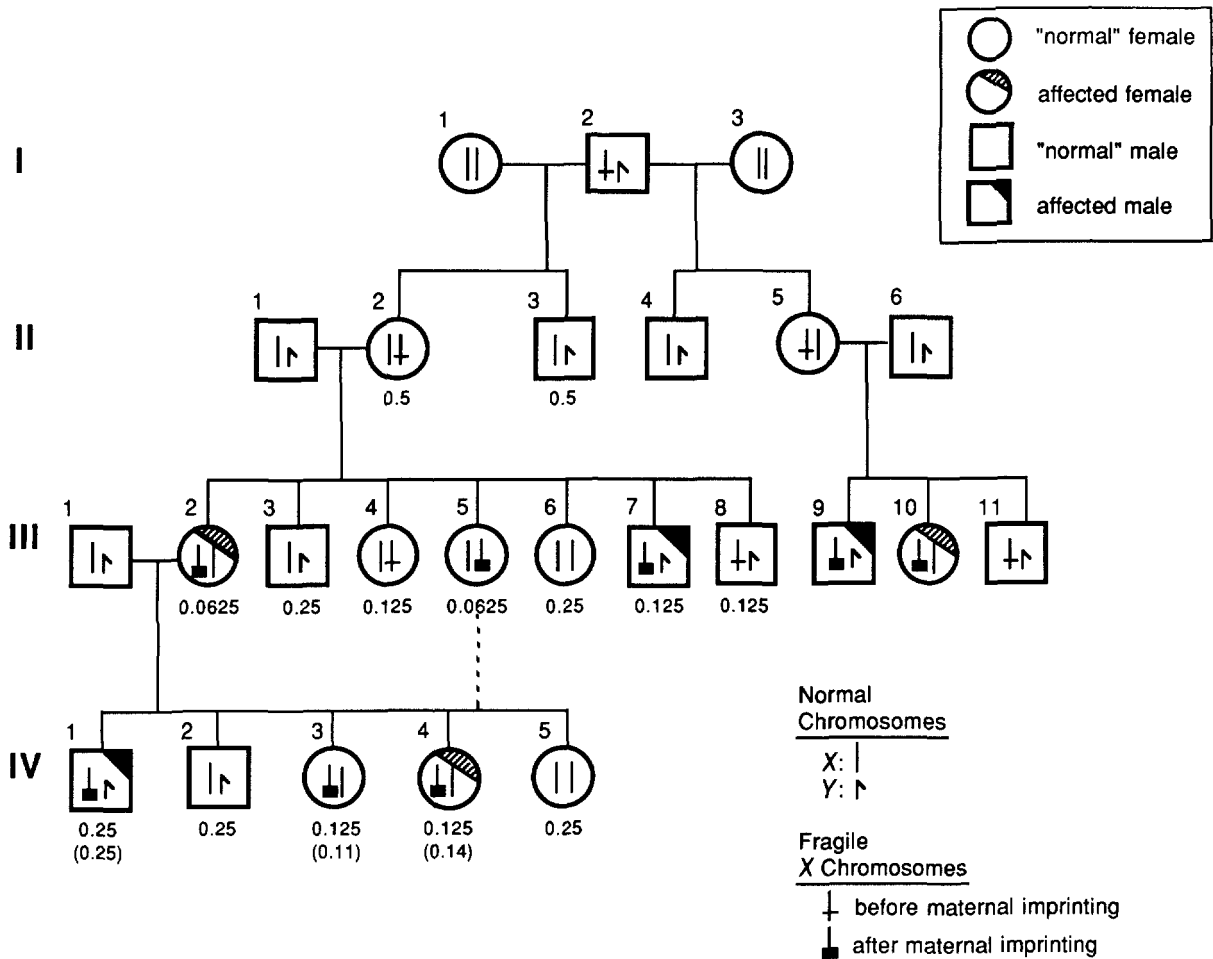 "normal" female
affected female
"normal" male
affected male
I
1 2 3
II
1 2 3 4 5 6
0.5 0.5
III
1 2 3 4 5 6 7 8 9 10 11
0.0625 0.25 0.125 0.0625 0.25 0.125 0.125
IV
1 2 3 4 5
0.25 0.25 0.125 0.125 0.25
(0.25) (0.11) (0.14)
Normal
Chromosomes
X:
Y:
Fragile
X Chromosomes
before maternal imprinting
after maternal imprinting